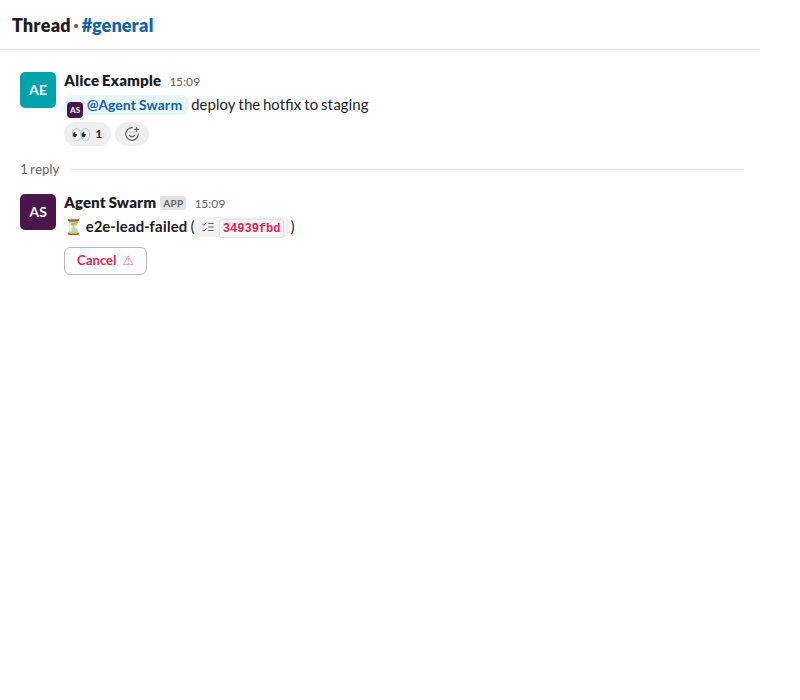 Thread • #general
AE
Alice Example 15:09
AS @Agent Swarm deploy the hotfix to staging
👀 1
1 reply
AS
Agent Swarm APP 15:09
⏳ e2e-lead-failed ( 34939fbd )
Cancel ⚠